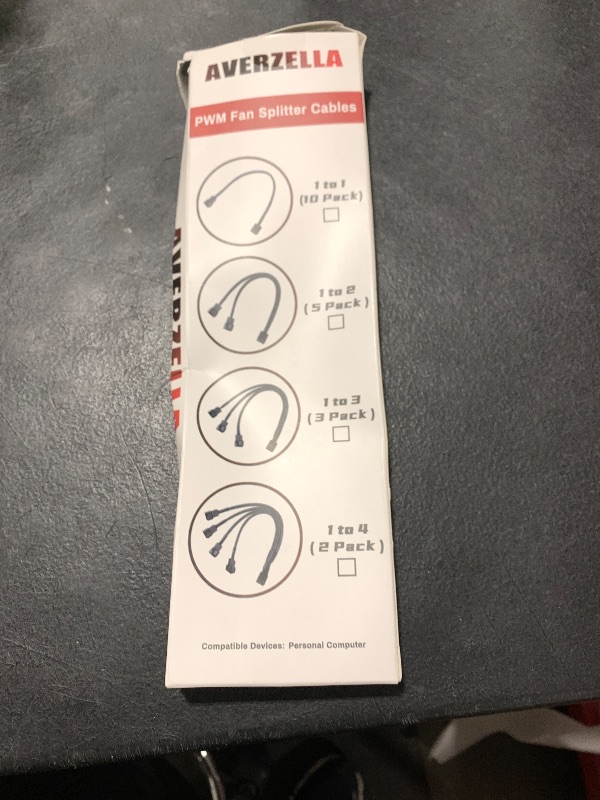 AVERZELLA
PWM Fan Splitter Cables
1 to 1
(10 Pack)
1 to 2
(5 Pack)
1 to 3
(3 Pack)
1 to 4
(2 Pack)
Compatible Devices: Personal Computer
AVERZELLA